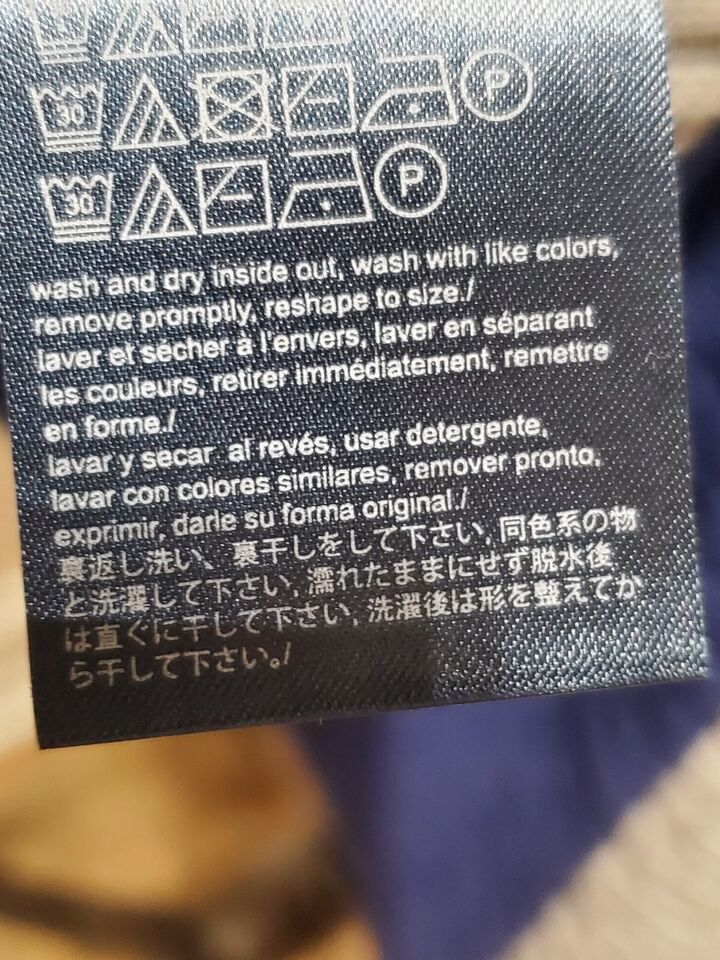 30 P
30 P
wash and dry inside out, wash with like colors,
remove promptly, reshape to size./
laver et sécher à l'envers, laver en séparant
les couleurs, retirer immédiatement, remettre
en forme./
lavar y secar al revés, usar detergente,
lavar con colores similares, remover pronto,
exprimir, darle su forma original./
裏返し洗い、裏干しをして下さい, 同色系の物
と洗濯して下さい, 濡れたままにせず脱水後
は直ぐに干して下さい, 洗濯後は形を整えてか
ら干して下さい。/